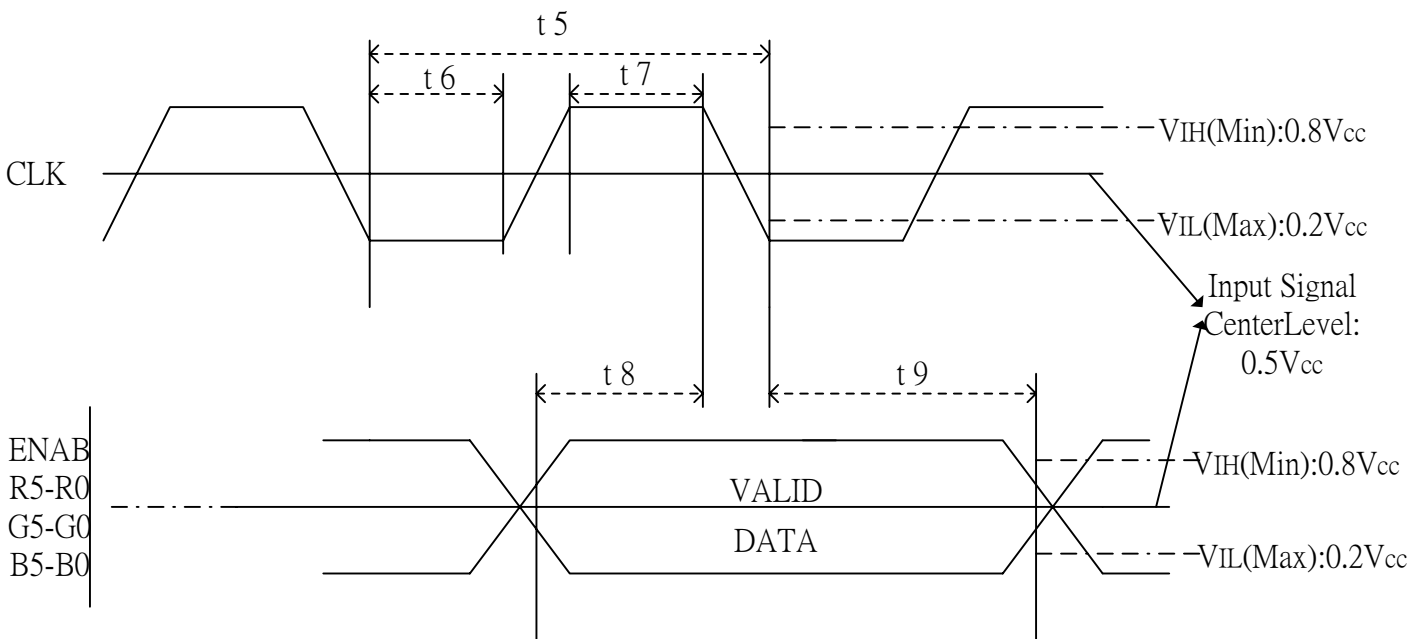 t 5
t 6
t 7
VIH(Min):0.8Vcc
CLK
VIL(Max):0.2Vcc
Input Signal
CenterLevel:
0.5Vcc
t 8
t 9
ENAB
R5-R0
G5-G0
B5-B0
VALID
DATA
VIH(Min):0.8Vcc
VIL(Max):0.2Vcc